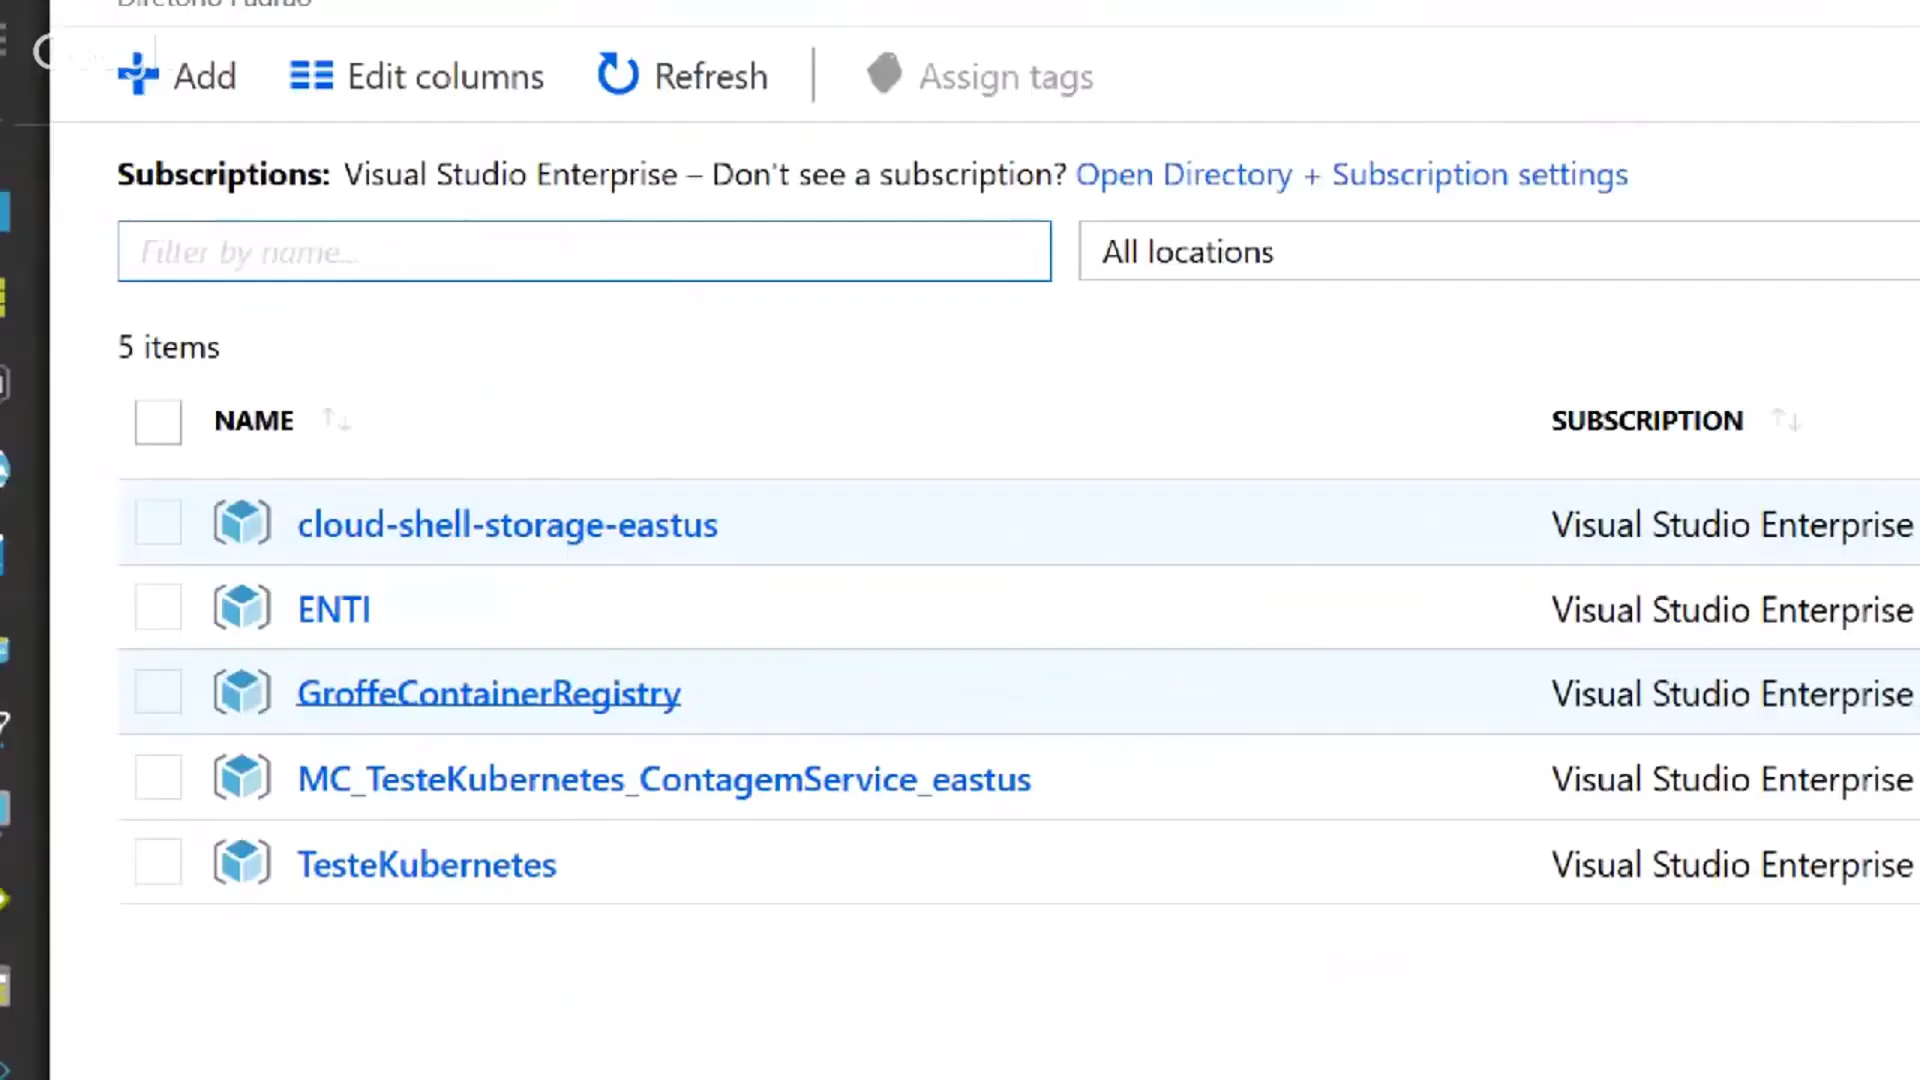 Diretório Padrão
Add Edit columns Refresh Assign tags
Subscriptions: Visual Studio Enterprise – Don't see a subscription? Open Directory + Subscription settings
Filter by name... All locations
5 items
NAME SUBSCRIPTION
cloud-shell-storage-eastus Visual Studio Enterprise
ENTI Visual Studio Enterprise
GroffeContainerRegistry Visual Studio Enterprise
MC_TesteKubernetes_ContagemService_eastus Visual Studio Enterprise
TesteKubernetes Visual Studio Enterprise